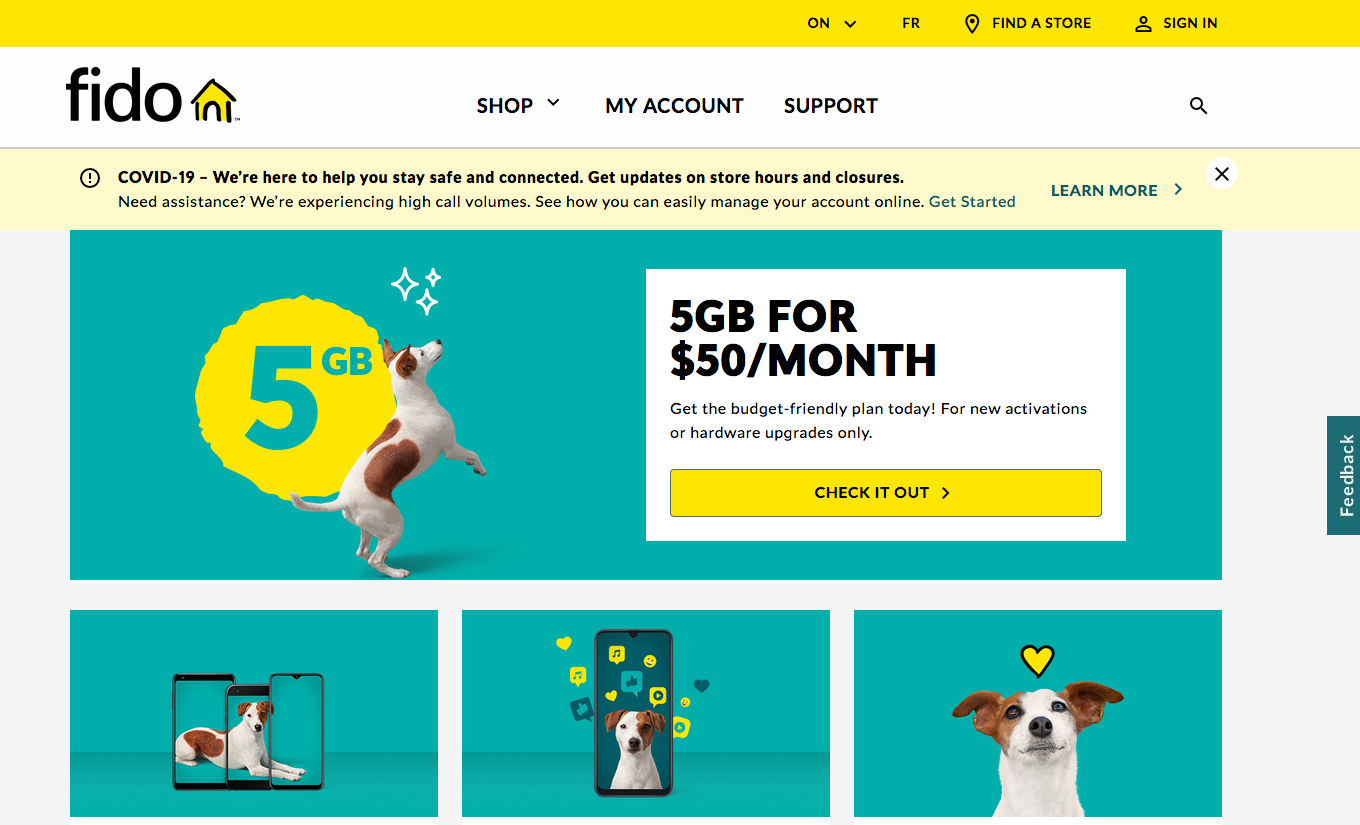 ON
FR
FIND A STORE
SIGN IN
fido ™
SHOP
MY ACCOUNT
SUPPORT
COVID-19 – We’re here to help you stay safe and connected. Get updates on store hours and closures.
Need assistance? We’re experiencing high call volumes. See how you can easily manage your account online. Get Started
LEARN MORE
5 GB
5GB FOR
$50/MONTH
Get the budget-friendly plan today! For new activations
or hardware upgrades only.
CHECK IT OUT
Feedback